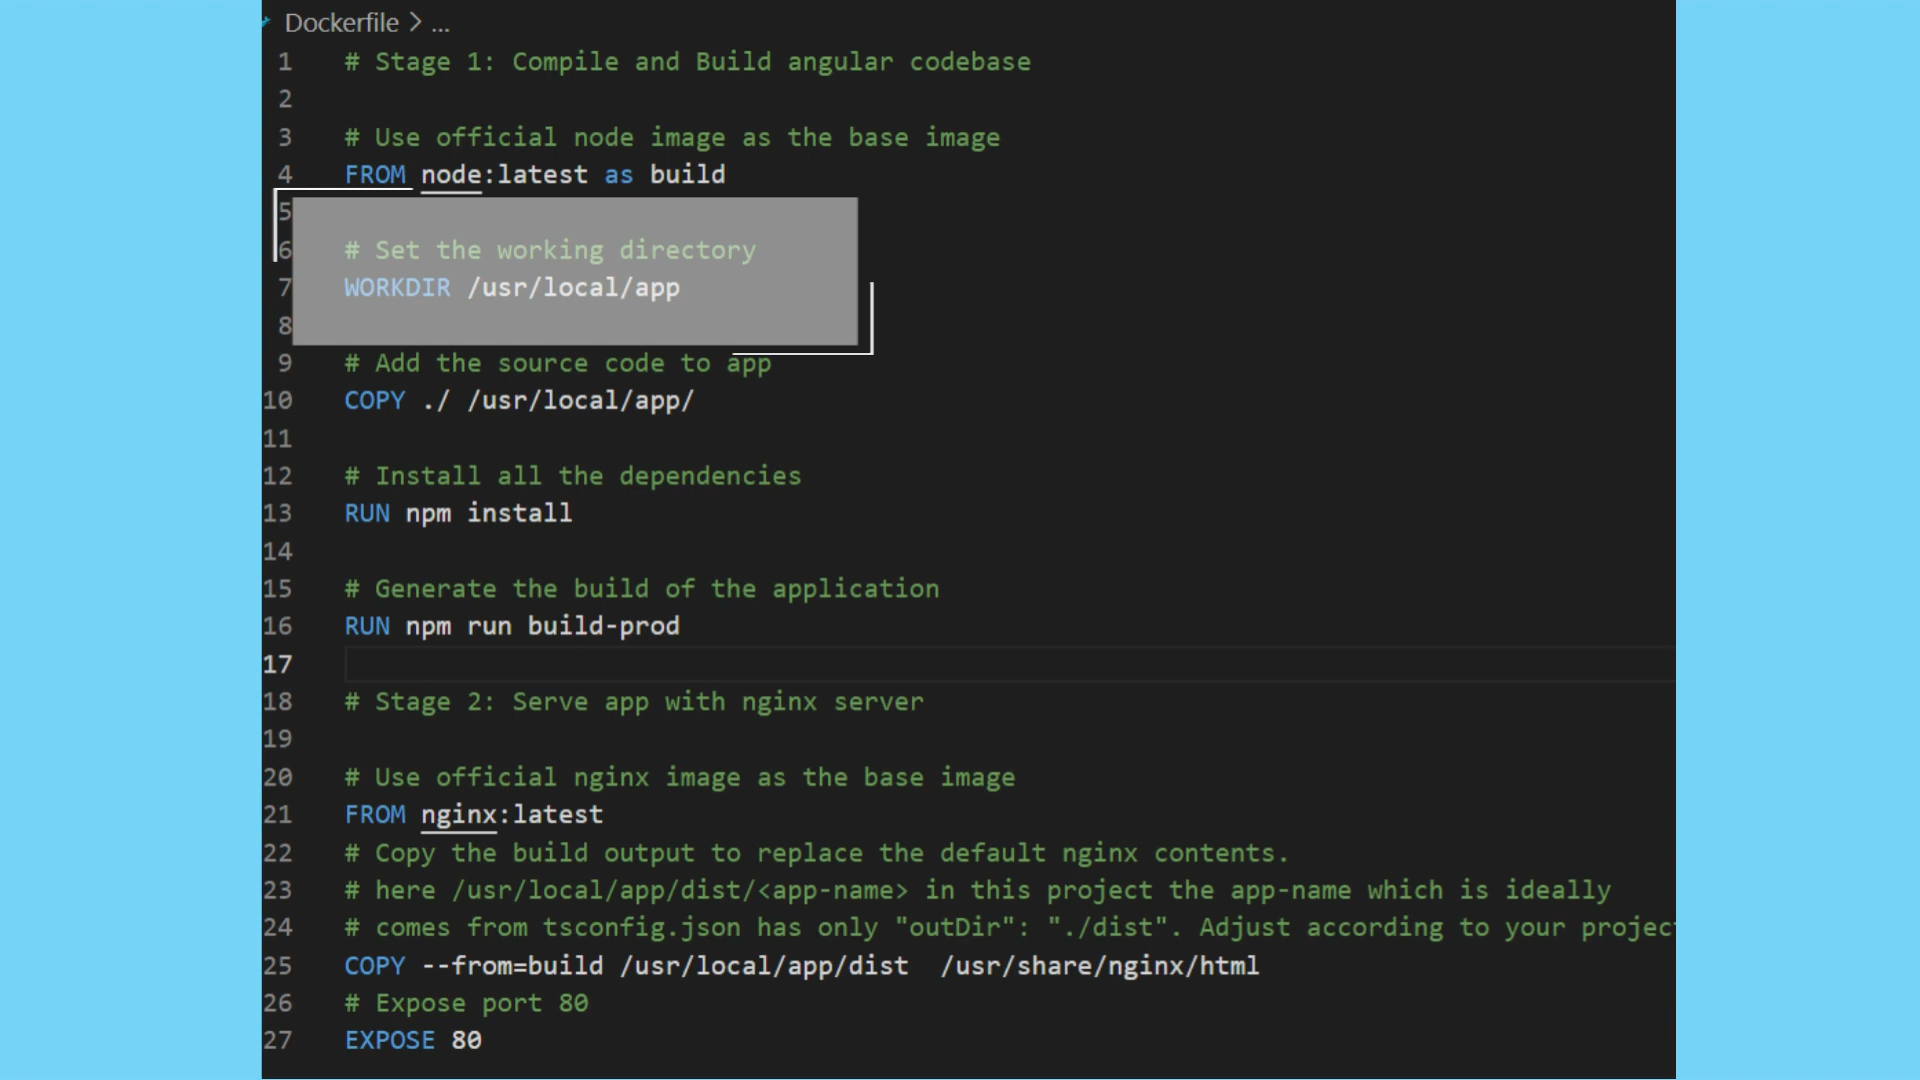 Dockerfile > ...
1 # Stage 1: Compile and Build angular codebase
2
3 # Use official node image as the base image
4 FROM node:latest as build
5
6 # Set the working directory
7 WORKDIR /usr/local/app
8
9 # Add the source code to app
10 COPY ./ /usr/local/app/
11
12 # Install all the dependencies
13 RUN npm install
14
15 # Generate the build of the application
16 RUN npm run build-prod
17
18 # Stage 2: Serve app with nginx server
19
20 # Use official nginx image as the base image
21 FROM nginx:latest
22 # Copy the build output to replace the default nginx contents.
23 # here /usr/local/app/dist/<app-name> in this project the app-name which is ideally
24 # comes from tsconfig.json has only "outDir": "./dist". Adjust according to your projec
25 COPY --from=build /usr/local/app/dist  /usr/share/nginx/html
26 # Expose port 80
27 EXPOSE 80